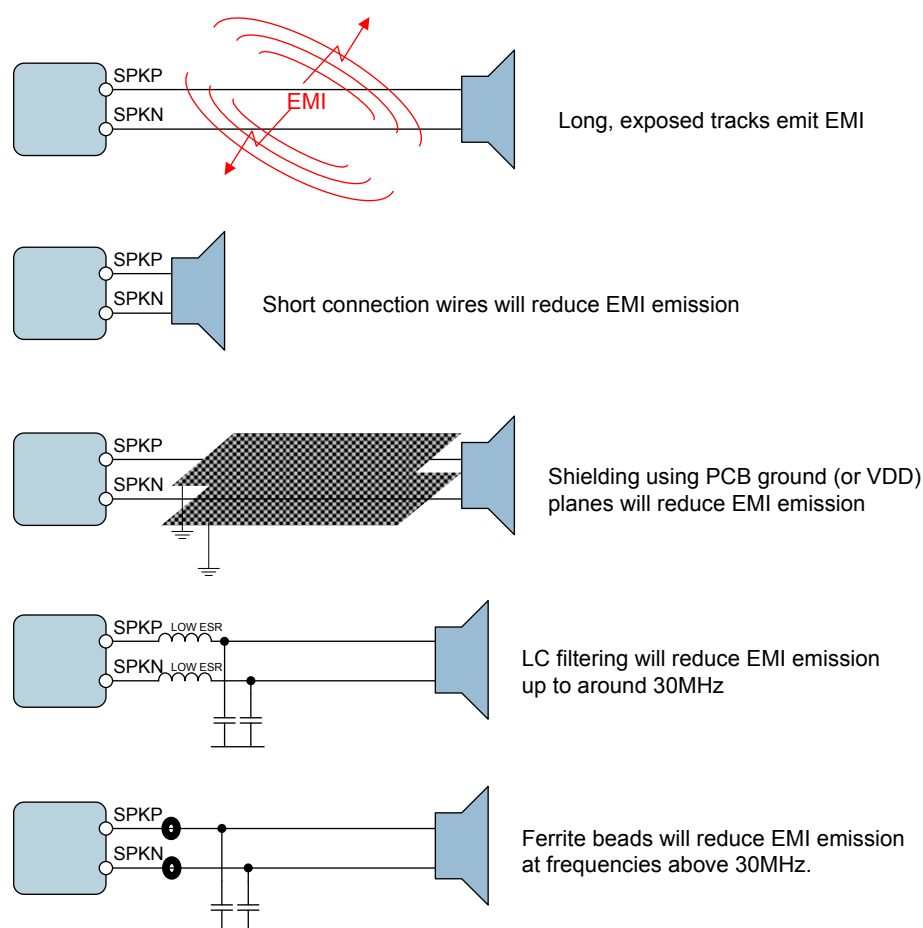 SPKP
SPKN
EMI
Long, exposed tracks emit EMI
SPKP
SPKN
Short connection wires will reduce EMI emission
SPKP
SPKN
Shielding using PCB ground (or VDD)
planes will reduce EMI emission
SPKP
LOW ESR
SPKN
LOW ESR
LC filtering will reduce EMI emission
up to around 30MHz
SPKP
SPKN
Ferrite beads will reduce EMI emission
at frequencies above 30MHz.